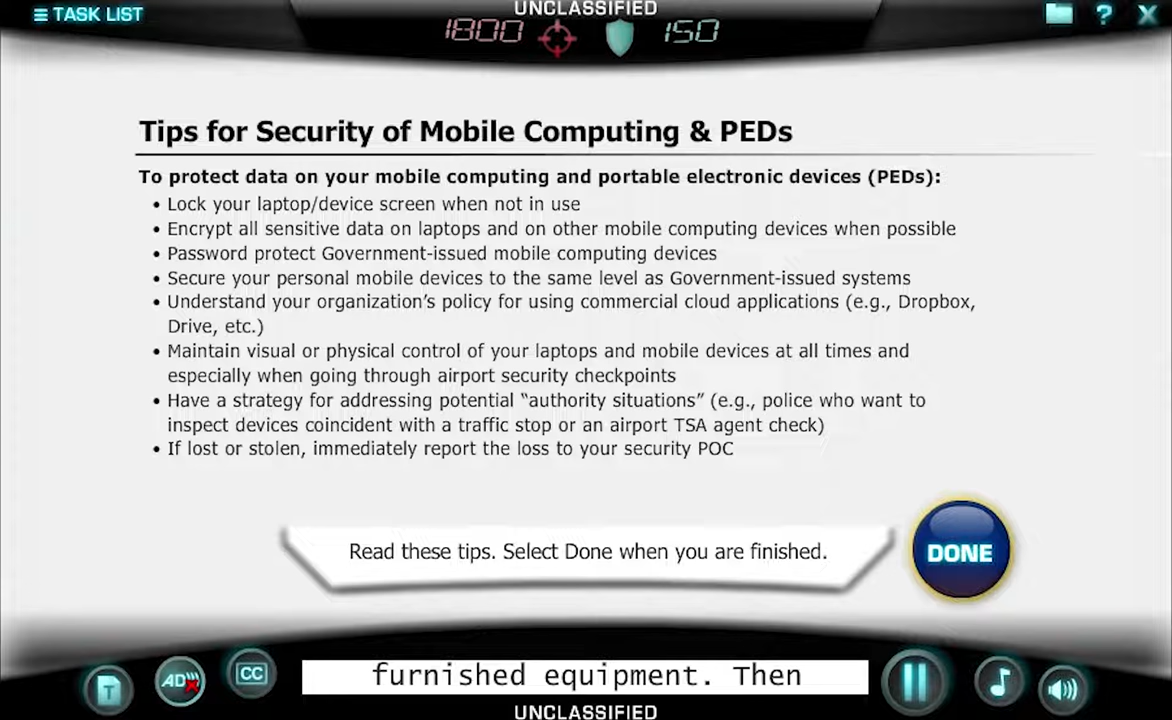 ≡ TASK LIST
UNCLASSIFIED
1800 150
? X
Tips for Security of Mobile Computing & PEDs
To protect data on your mobile computing and portable electronic devices (PEDs):
• Lock your laptop/device screen when not in use
• Encrypt all sensitive data on laptops and on other mobile computing devices when possible
• Password protect Government-issued mobile computing devices
• Secure your personal mobile devices to the same level as Government-issued systems
• Understand your organization's policy for using commercial cloud applications (e.g., Dropbox,
Drive, etc.)
• Maintain visual or physical control of your laptops and mobile devices at all times and
especially when going through airport security checkpoints
• Have a strategy for addressing potential “authority situations” (e.g., police who want to
inspect devices coincident with a traffic stop or an airport TSA agent check)
• If lost or stolen, immediately report the loss to your security POC
Read these tips. Select Done when you are finished.
DONE
T
AD
CC
furnished equipment. Then
UNCLASSIFIED